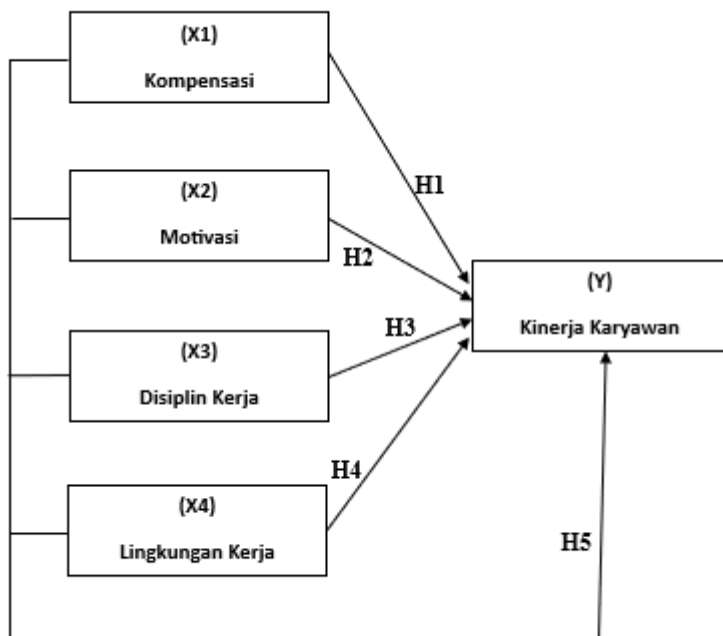 (X1)
Kompensasi
H1
(X2)
Motivasi
H2
(Y)
Kinerja Karyawan
(X3)
Disiplin Kerja
H3
(X4)
Lingkungan Kerja
H4
H5